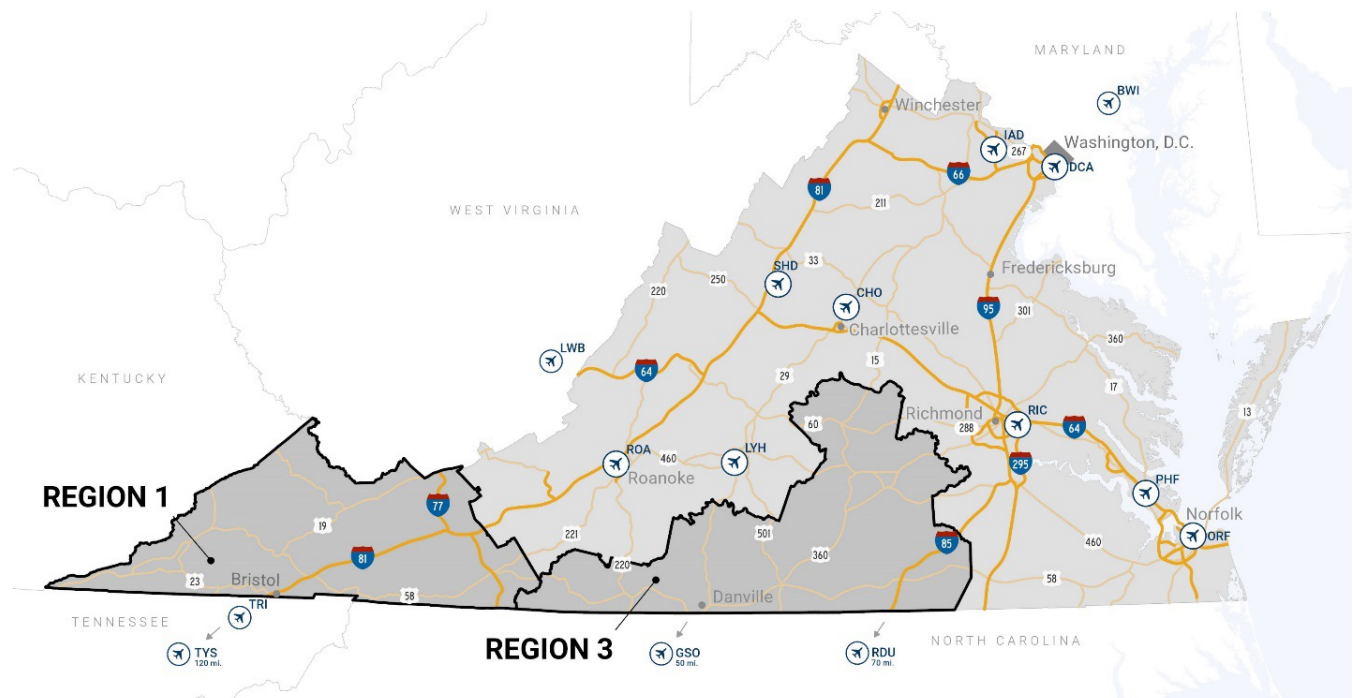 MARYLAND
BWI
Winchester
IAD
267
Washington, D.C.
DCA
66
81
WEST VIRGINIA
211
SHD
33
250
220
Fredericksburg
CHO
95
301
Charlottesville
LWB
360
64
15
KENTUCKY
29
17
13
Richmond
RIC
60
288
64
ROA
460
LYH
295
Roanoke
REGION 1
77
PHF
Norfolk
19
221
501
85
ORF
360
460
81
220
23
Bristol
58
58
Danville
TRI
TENNESSEE
REGION 3
NORTH CAROLINA
TYS
120 mi.
GSO
50 mi.
RDU
70 mi.